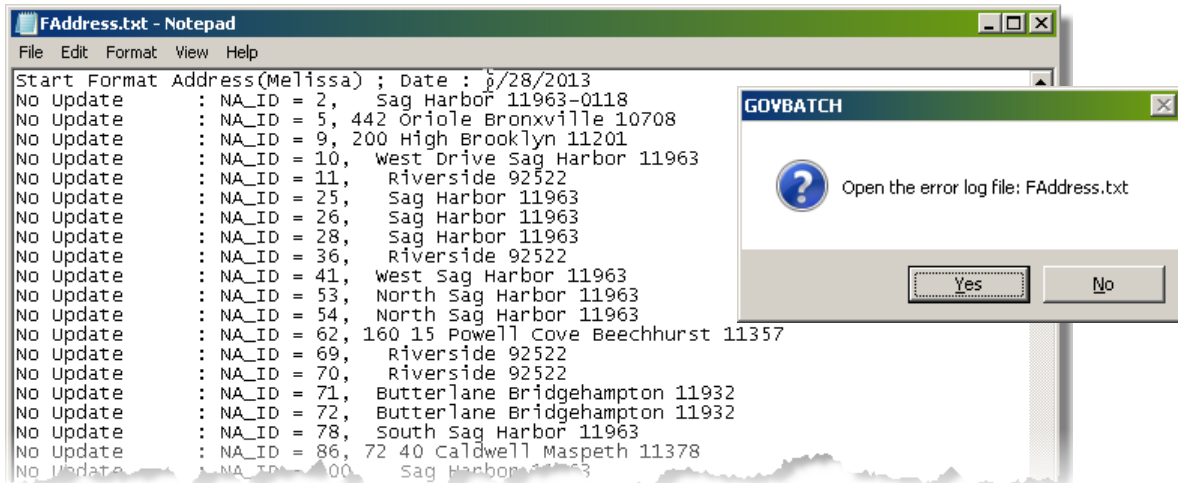 FAddress.txt - Notepad
File Edit Format View Help
Start Format Address(Melissa) ; Date : /28/2013
No Update : NA_ID = 2, Sag Harbor 11963-0118
No Update : NA_ID = 5, 442 Oriole Bronxville 10708
No Update : NA_ID = 9, 200 High Brooklyn 11201
No Update : NA_ID = 10, West Drive Sag Harbor 11963
No Update : NA_ID = 11, Riverside 92522
No Update : NA_ID = 25, Sag Harbor 11963
No Update : NA_ID = 26, Sag Harbor 11963
No Update : NA_ID = 28, Sag Harbor 11963
No Update : NA_ID = 36, Riverside 92522
No Update : NA_ID = 41, West Sag Harbor 11963
No Update : NA_ID = 53, North Sag Harbor 11963
No Update : NA_ID = 54, North Sag Harbor 11963
No Update : NA_ID = 62, 160 15 Powell Cove Beechhurst 11357
No Update : NA_ID = 69, Riverside 92522
No Update : NA_ID = 70, Riverside 92522
No Update : NA_ID = 71, Butterlane Bridgehampton 11932
No Update : NA_ID = 72, Butterlane Bridgehampton 11932
No Update : NA_ID = 78, South Sag Harbor 11963
No Update : NA_ID = 86, 72 40 Caldwell Maspeth 11378
No Update : Sag Harbor
GOVBATCH
Open the error log file: FAddress.txt
Yes No